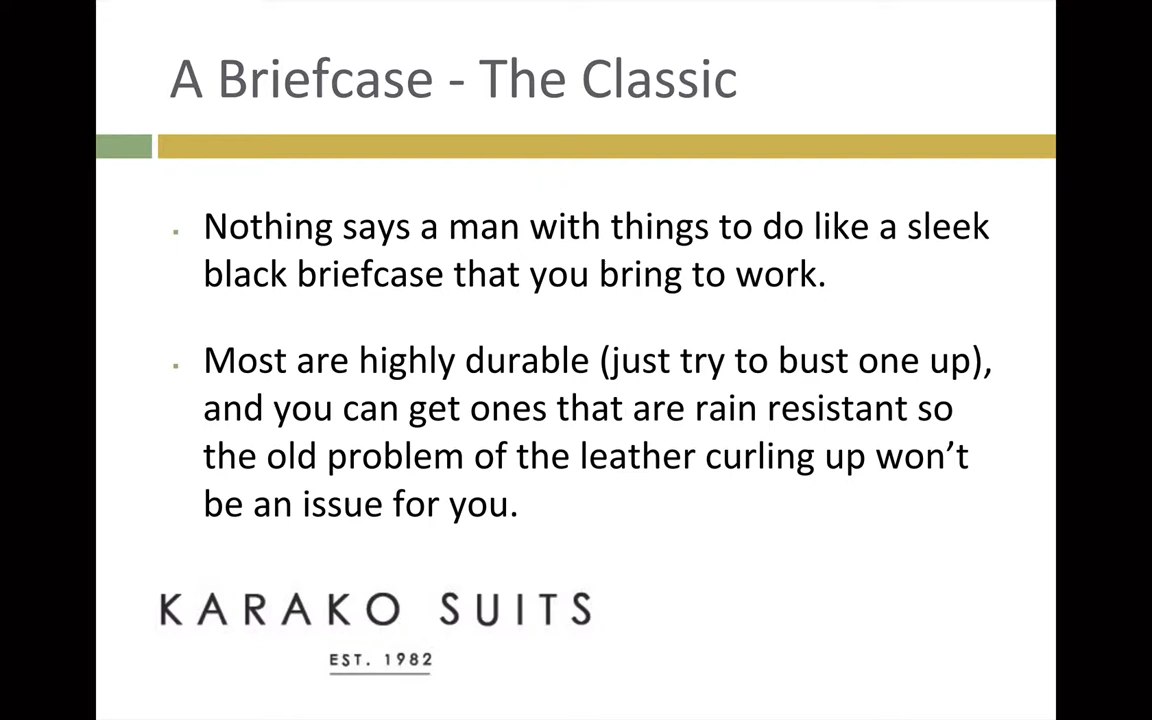 A Briefcase - The Classic
Nothing says a man with things to do like a sleek
black briefcase that you bring to work.
Most are highly durable (just try to bust one up),
and you can get ones that are rain resistant so
the old problem of the leather curling up won’t
be an issue for you.
KARAKO SUITS
EST. 1982